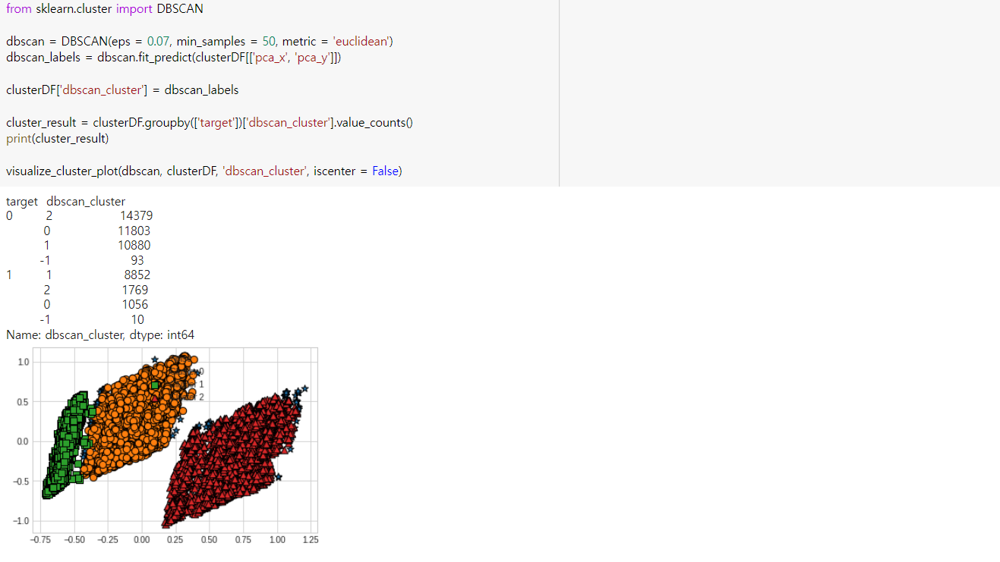 from sklearn.cluster import DBSCAN
dbscan = DBSCAN(eps = 0.07, min_samples = 50, metric = 'euclidean')
dbscan_labels = dbscan.fit_predict(clusterDF[['pca_x', 'pca_y']])
clusterDF['dbscan_cluster'] = dbscan_labels
cluster_result = clusterDF.groupby(['target'])['dbscan_cluster'].value_counts()
print(cluster_result)
visualize_cluster_plot(dbscan, clusterDF, 'dbscan_cluster', iscenter = False)
target dbscan_cluster
0 2 14379
0 11803
1 10880
-1 93
1 1 8852
2 1769
0 1056
-1 10
Name: dbscan_cluster, dtype: int64
1.0
0
1
2
0.5
0.0
−0.5
−1.0
−0.75 −0.50 −0.25 0.00 0.25 0.50 0.75 1.00 1.25